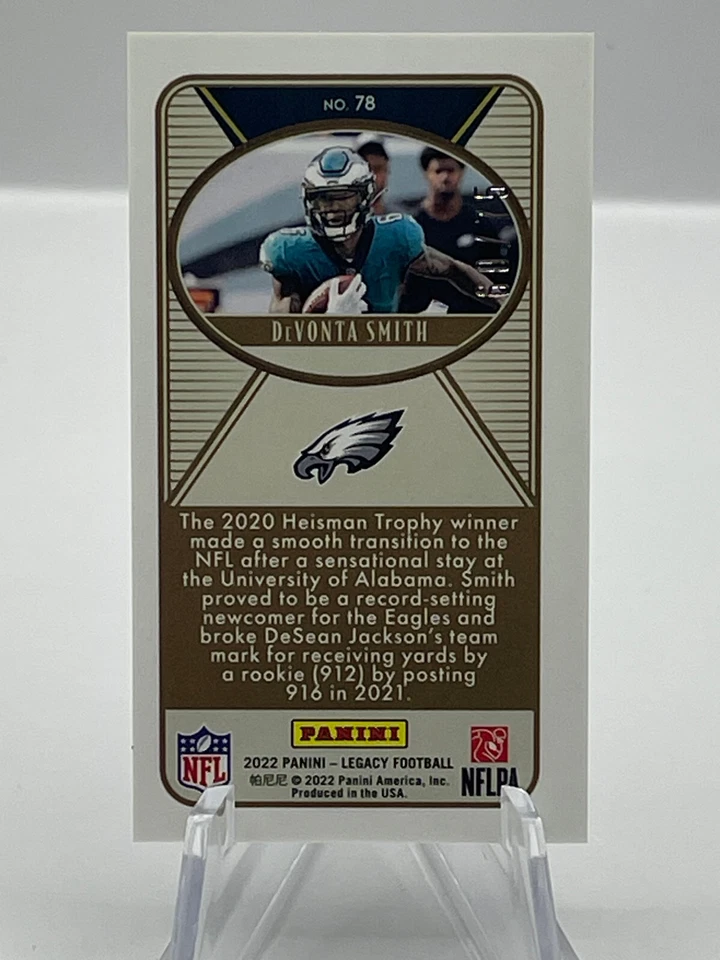 NO. 78
DEVONTA SMITH
The 2020 Heisman Trophy winner
made a smooth transition to the
NFL after a sensational stay at
the University of Alabama. Smith
proved to be a record-setting
newcomer for the Eagles and
broke DeSean Jackson's team
mark for receiving yards by
a rookie (912) by posting
916 in 2021.
PANINI
NFL
2022 PANINI – LEGACY FOOTBALL
帕尼尼 © 2022 Panini America, Inc.
Produced in the USA.
NFLPA